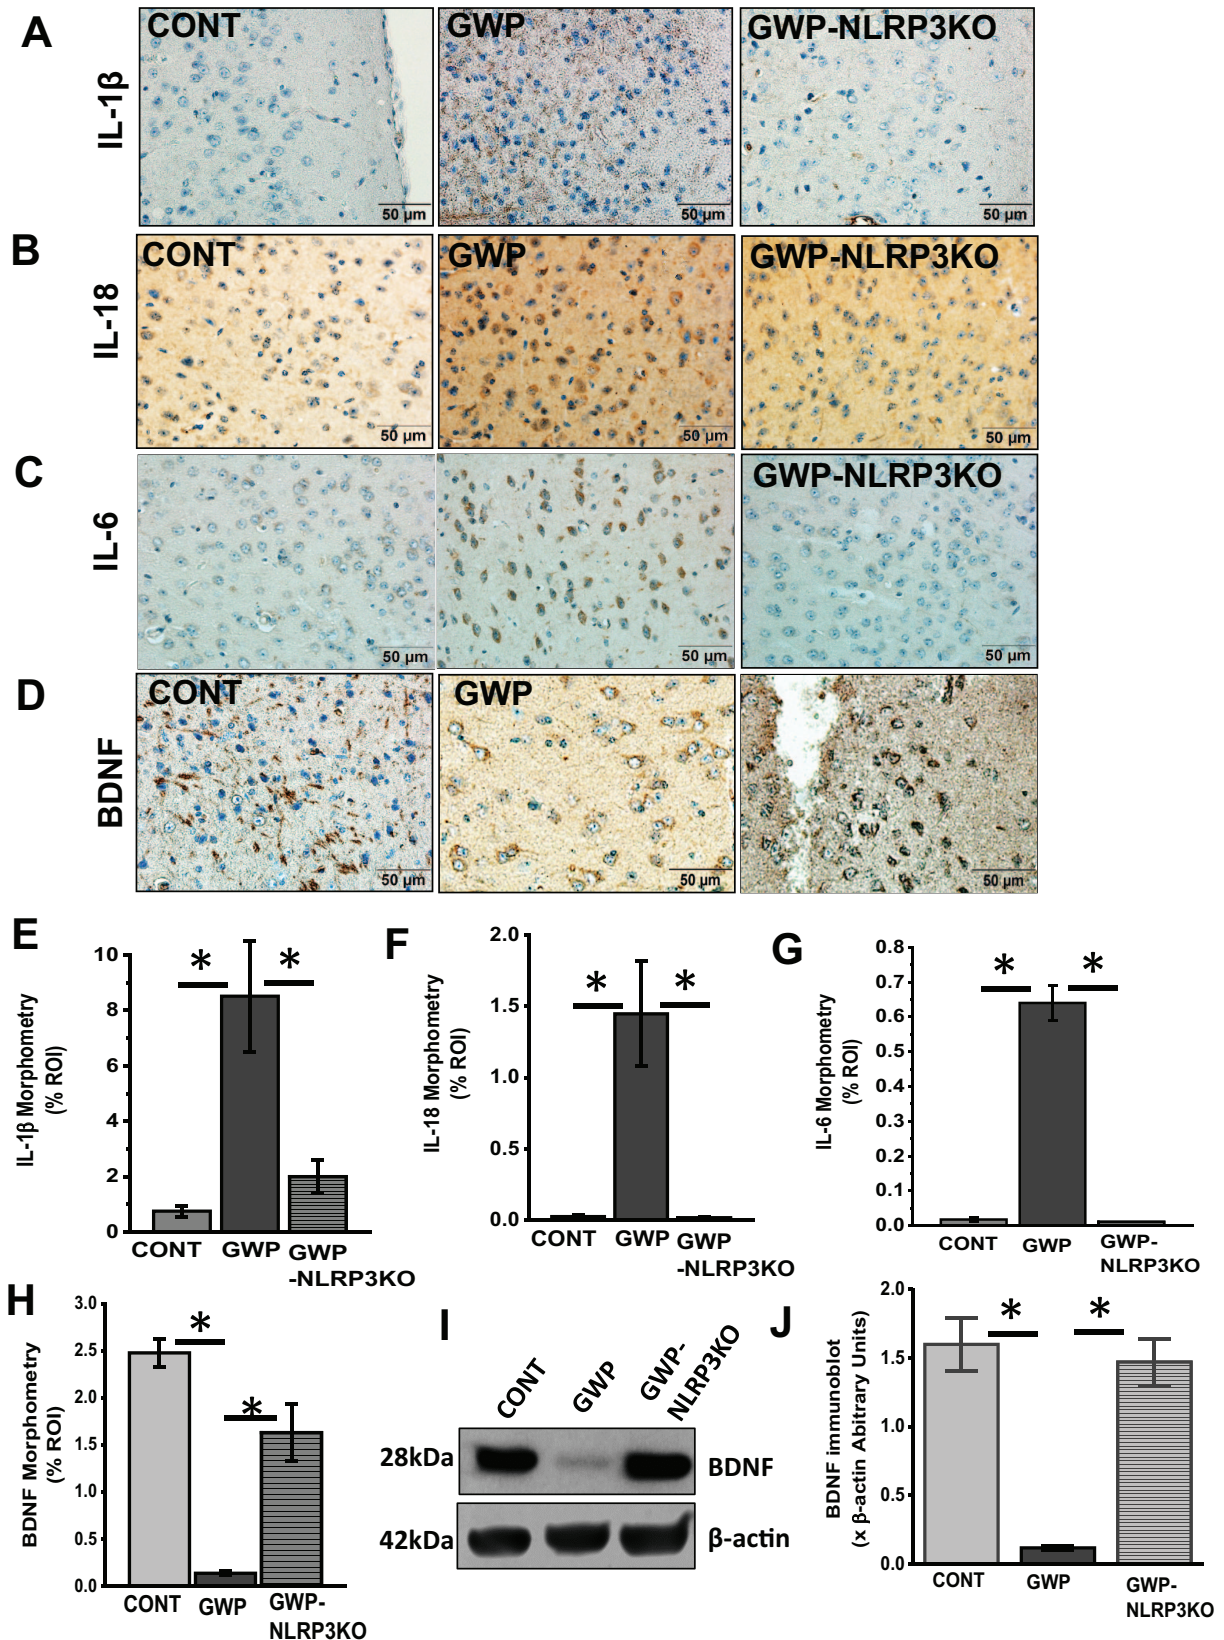 A
CONT
GWP
GWP-NLRP3KO
IL-1β
50 µm
50 µm
50 µm
B
CONT
GWP
GWP-NLRP3KO
IL-18
50 µm
50 µm
50 µm
C
GWP-NLRP3KO
IL-6
50 µm
50 µm
50 µm
D
CONT
GWP
BDNF
50 µm
50 µm
50 µm
E
IL-1β Morphometry
(% ROI)
10
8
6
4
2
0
*
*
CONT
GWP
GWP
-NLRP3KO
F
IL-18 Morphometry
(% ROI)
2.0
1.5
1.0
0.5
0.0
*
*
CONT
GWP
GWP
-NLRP3KO
G
IL-6 Morphometry
(% ROI)
0.8
0.7
0.6
0.5
0.4
0.3
0.2
0.1
0.0
*
*
CONT
GWP
GWP-
NLRP3KO
H
BDNF Morphometry
(% ROI)
3.0
2.5
2.0
1.5
1.0
0.5
0.0
*
*
CONT
GWP
GWP-
NLRP3KO
I
CONT
GWP
GWP-
NLRP3KO
28kDa
BDNF
42kDa
β-actin
J
BDNF immunoblot
(x β-actin Abitrary Units)
2.0
1.5
1.0
0.5
0.0
*
*
CONT
GWP
GWP-
NLRP3KO